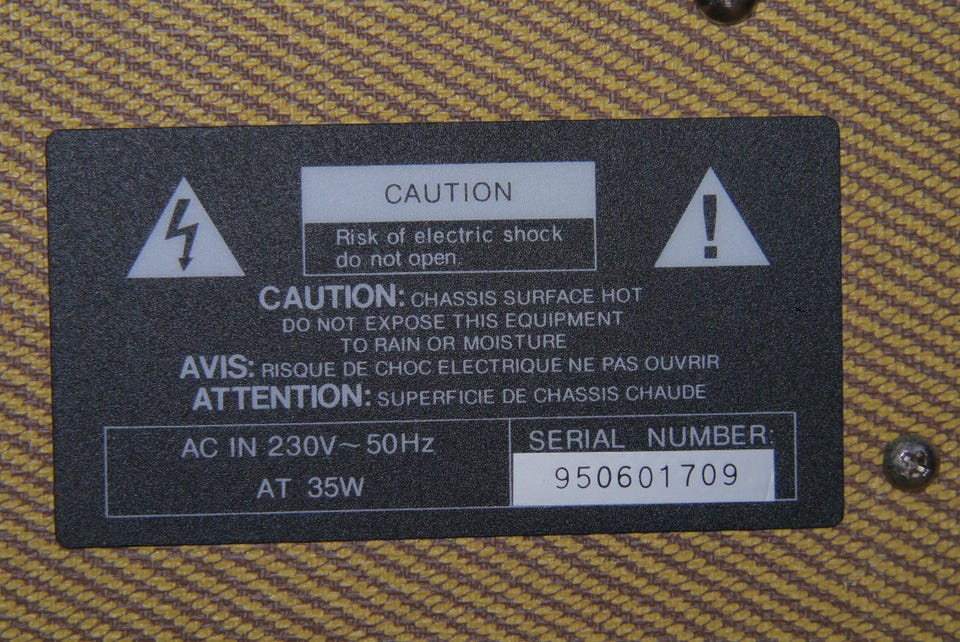 CAUTION
Risk of electric shock
do not open
CAUTION: CHASSIS SURFACE HOT
DO NOT EXPOSE THIS EQUIPMENT
TO RAIN OR MOISTURE
AVIS: RISQUE DE CHOC ELECTRIQUE NE PAS OUVRIR
ATTENTION: SUPERFICIE DE CHASSIS CHAUDE
AC IN 230V~50Hz
AT 35W
SERIAL NUMBER:
950601709